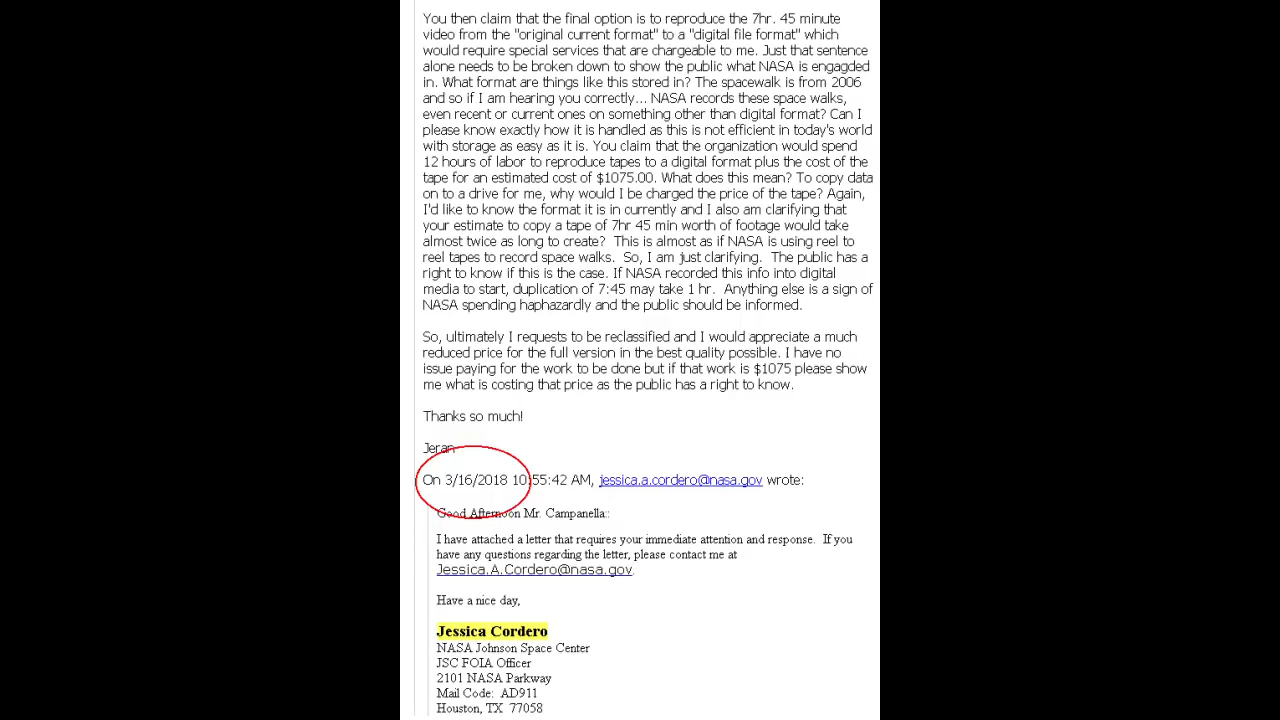 You then claim that the final option is to reproduce the 7hr. 45 minute
video from the "original current format" to a "digital file format" which
would require special services that are chargeable to me. Just that sentence
alone needs to be broken down to show the public what NASA is engagded
in. What format are things like this stored in? The spacewalk is from 2006
and so if I am hearing you correctly... NASA records these space walks,
even recent or current ones on something other than digital format? Can I
please know exactly how it is handled as this is not efficient in today's world
with storage as easy as it is. You claim that the organization would spend
12 hours of labor to reproduce tapes to a digital format plus the cost of the
tape for an estimated cost of $1075.00. What does this mean? To copy data
on to a drive for me, why would I be charged the price of the tape? Again,
I'd like to know the format it is in currently and I also am clarifying that
your estimate to copy a tape of 7hr 45 min worth of footage would take
almost twice as long to create?  This is almost as if NASA is using reel to
reel tapes to record space walks.  So, I am just clarifying.  The public has a
right to know if this is the case. If NASA recorded this info into digital
media to start, duplication of 7:45 may take 1 hr.  Anything else is a sign of
NASA spending haphazardly and the public should be informed.
So, ultimately I requests to be reclassified and I would appreciate a much
reduced price for the full version in the best quality possible. I have no
issue paying for the work to be done but if that work is $1075 please show
me what is costing that price as the public has a right to know.
Thanks so much!
Jeran
On 3/16/2018 10:55:42 AM, jessica.a.cordero@nasa.gov wrote:
Good Afternoon Mr. Campanella::
I have attached a letter that requires your immediate attention and response.  If you
have any questions regarding the letter, please contact me at
Jessica.A.Cordero@nasa.gov.
Have a nice day,
Jessica Cordero
NASA Johnson Space Center
JSC FOIA Officer
2101 NASA Parkway
Mail Code:  AD911
Houston, TX  77058